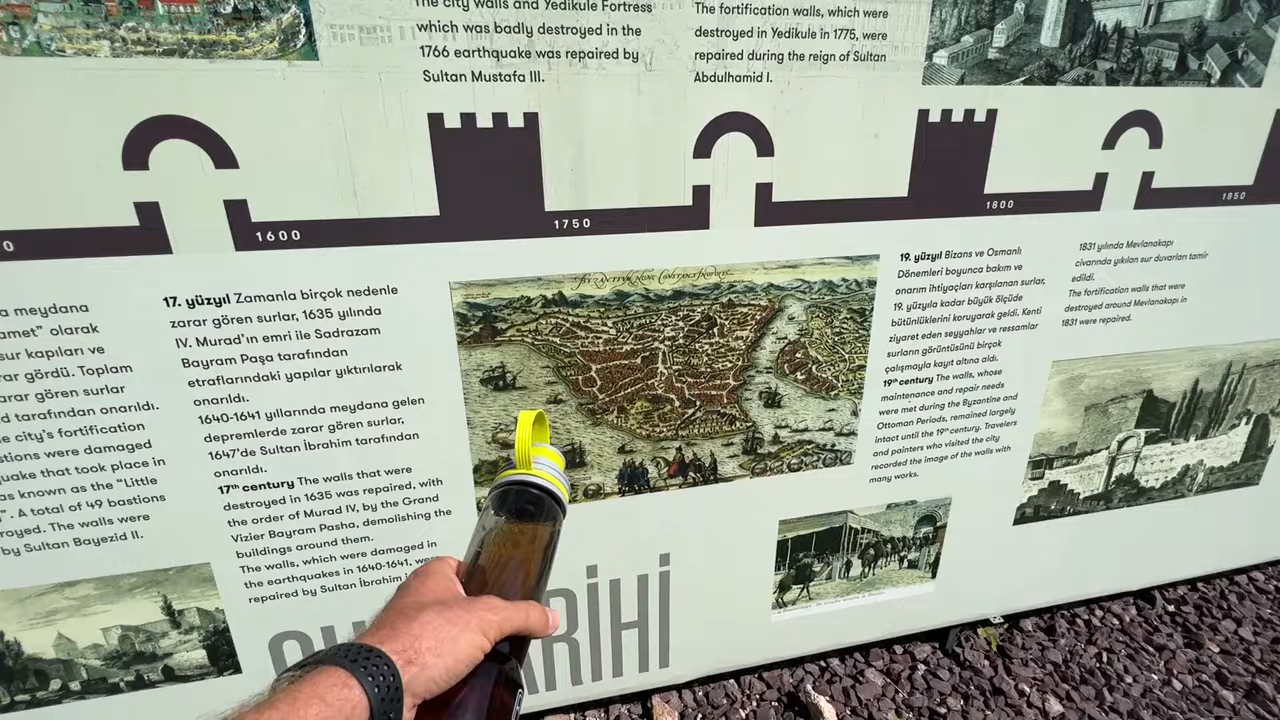 The city walls and Yedikule Fortress
which was badly destroyed in the
1766 earthquake was repaired by
Sultan Mustafa III.
The fortification walls, which were
destroyed in Yedikule in 1775, were
repaired during the reign of Sultan
Abdulhamid I.
0
1600
1750
1800
1850
a meydana
amet" olarak
sur kapıları ve
rar gördü. Toplam
arar gören surlar
d tarafından onarıldı.
e city's fortification
stions were damaged
quake that took place in
as known as the "Little
y". A total of 49 bastions
royed. The walls were
by Sultan Bayezid II.
17. yüzyıl Zamanla birçok nedenle
zarar gören surlar, 1635 yılında
IV. Murad'ın emri ile Sadrazam
Bayram Paşa tarafından
etraflarındaki yapılar yıktırılarak
onarıldı.
1640-1641 yıllarında meydana gelen
depremlerde zarar gören surlar,
1647'de Sultan İbrahim tarafından
onarıldı.
17th century The walls that were
destroyed in 1635 was repaired, with
the order of Murad IV, by the Grand
Vizier Bayram Pasha, demolishing the
buildings around them.
The walls, which were damaged in
the earthquakes in 1640-1641, were
repaired by Sultan İbrahim
BYZANTIVM NUNC CONSTANTINOPOLIS
19. yüzyıl Bizans ve Osmanlı
Dönemleri boyunca bakım ve
onarım ihtiyaçları karşılanan surlar,
19. yüzyıla kadar büyük ölçüde
bütünlüklerini koruyarak geldi. Kenti
ziyaret eden seyyahlar ve ressamlar
surların görüntüsünü birçok
çalışmayla kayıt altına aldı.
19th century The walls, whose
maintenance and repair needs
were met during the Byzantine and
Ottoman Periods, remained largely
intact until the 19th century. Travelers
and painters who visited the city
recorded the image of the walls with
many works.
1831 yılında Mevlanakapı
civarında yıkılan sur duvarları tamir
edildi.
The fortification walls that were
destroyed around Mevlanakapı in
1831 were repaired.
ARİHİ